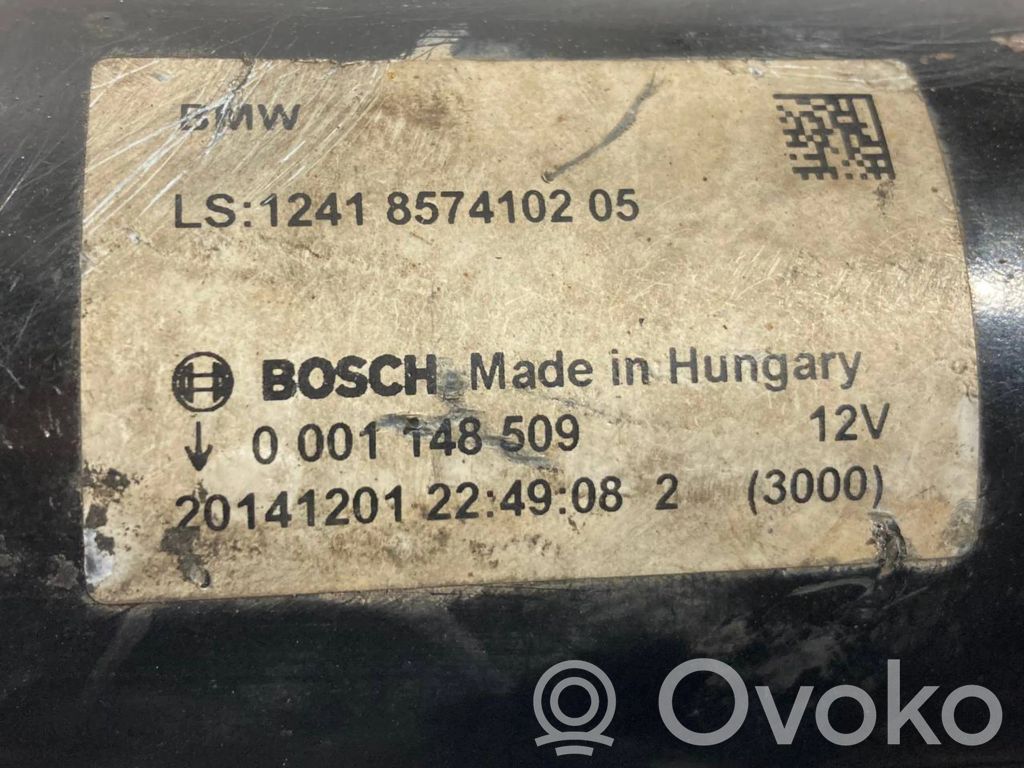 BMW
LS:1241 8574102 05
BOSCH Made in Hungary
↓ 0 001 148 509 12V
20141201 22:49:08 2 (3000)
Ovoko